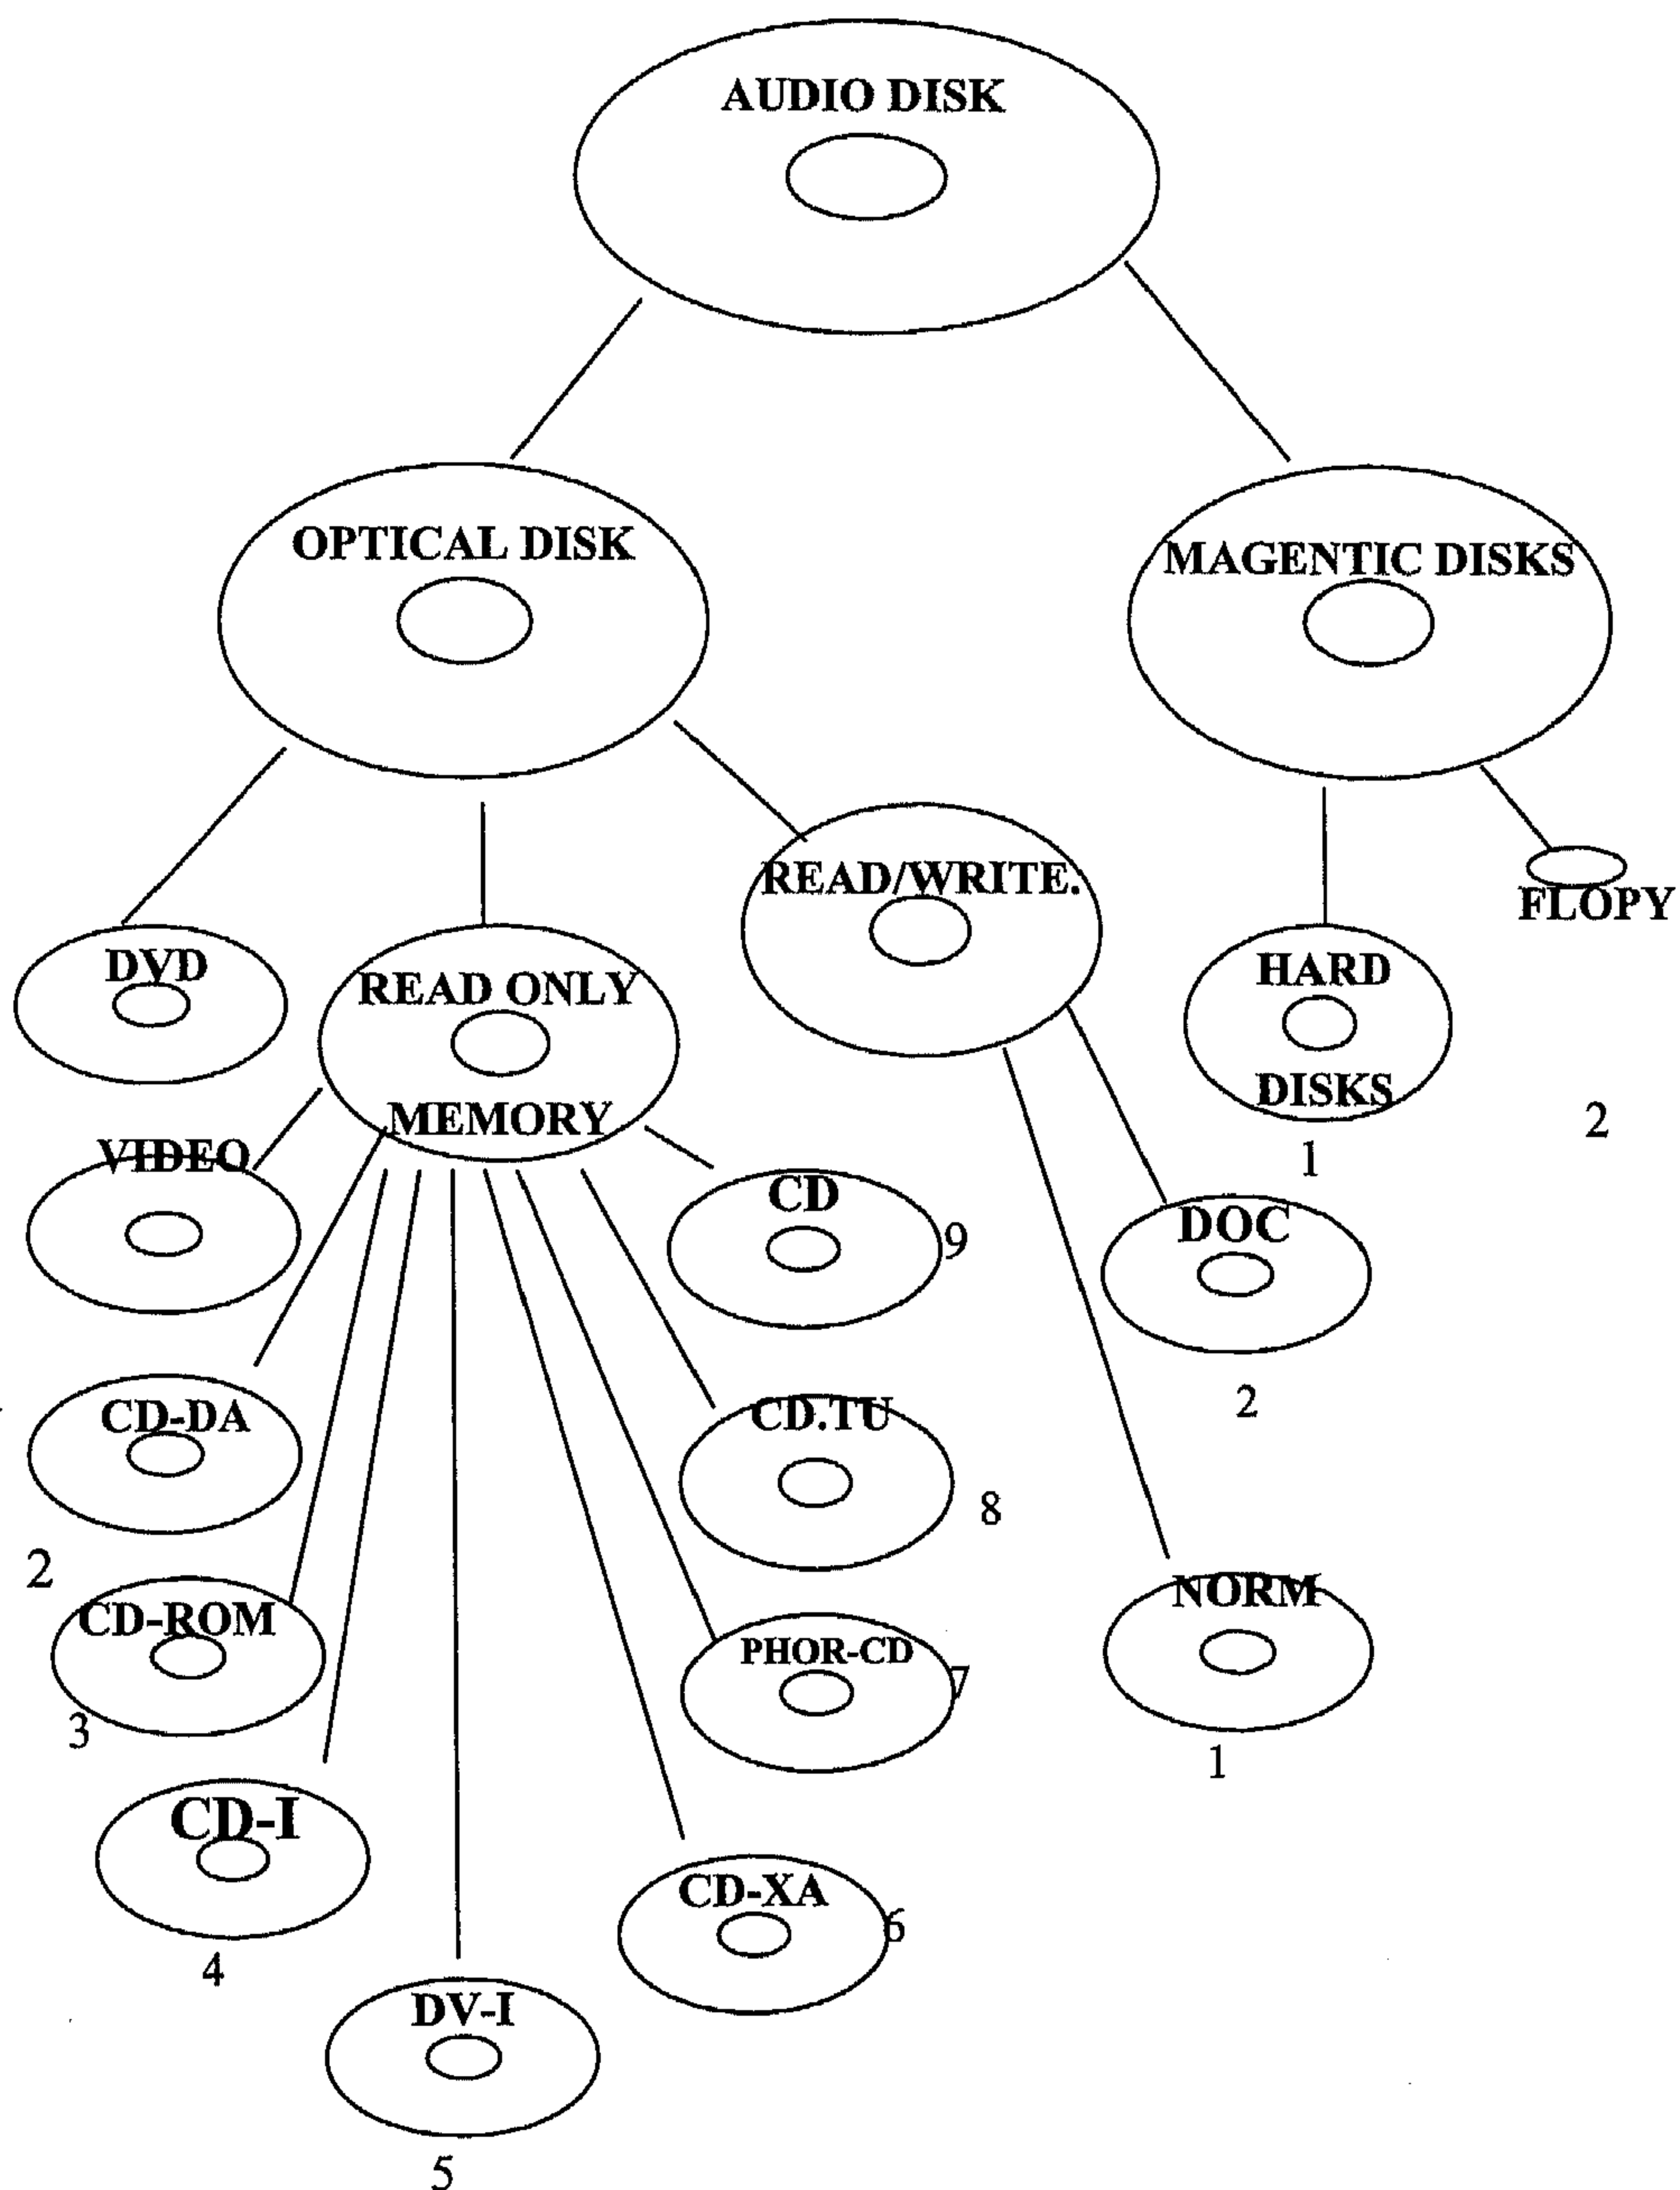 AUDIO DISK
OPTICAL DISK
MAGENTIC DISKS
READ/WRITE.
FLOPY
DVD
READ ONLY
MEMORY
HARD
DISKS
1
2
VIDEO
CD
9
DOC
2
CD-DA
2
CD.TU
8
CD-ROM
3
PHOR-CD
7
NORM
1
CD-I
4
CD-XA
6
DV-I
5